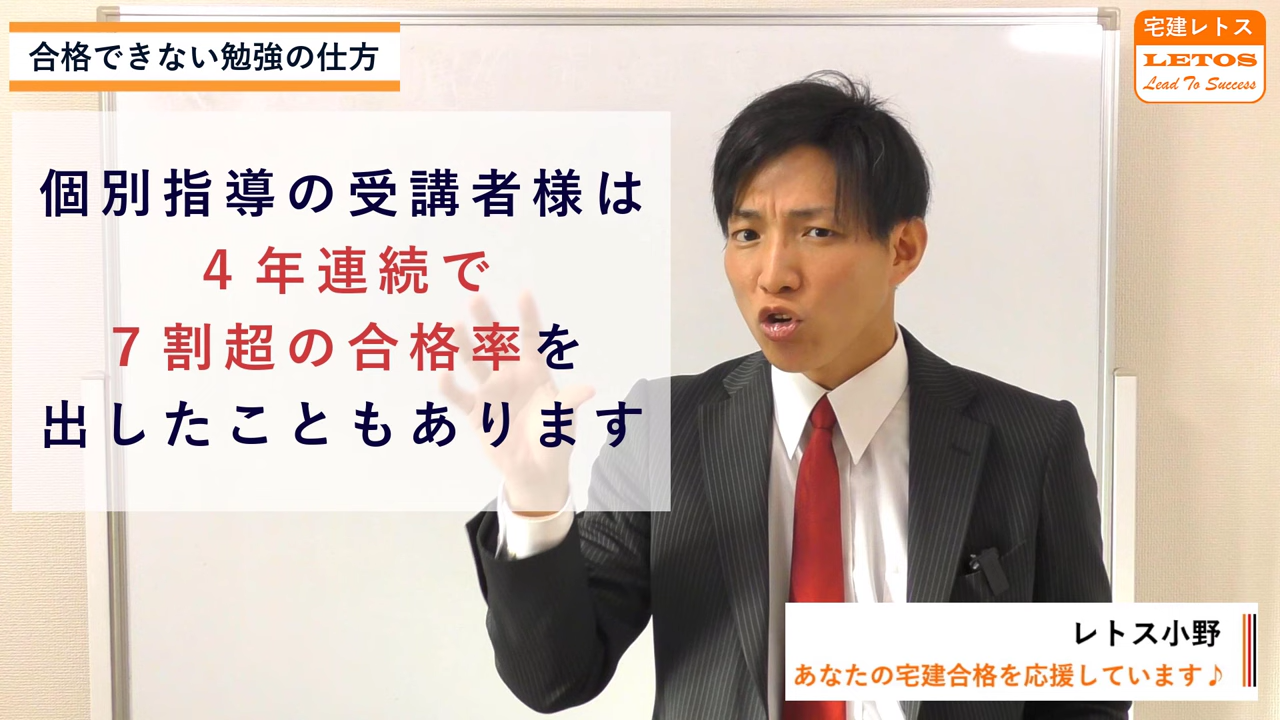 合格できない勉強の仕方
宅建レトス
LETOS
Lead To Success
個別指導の受講者様は
4年連続で
7割超の合格率を
出したこともあります
レトス小野
あなたの宅建合格を応援しています♪